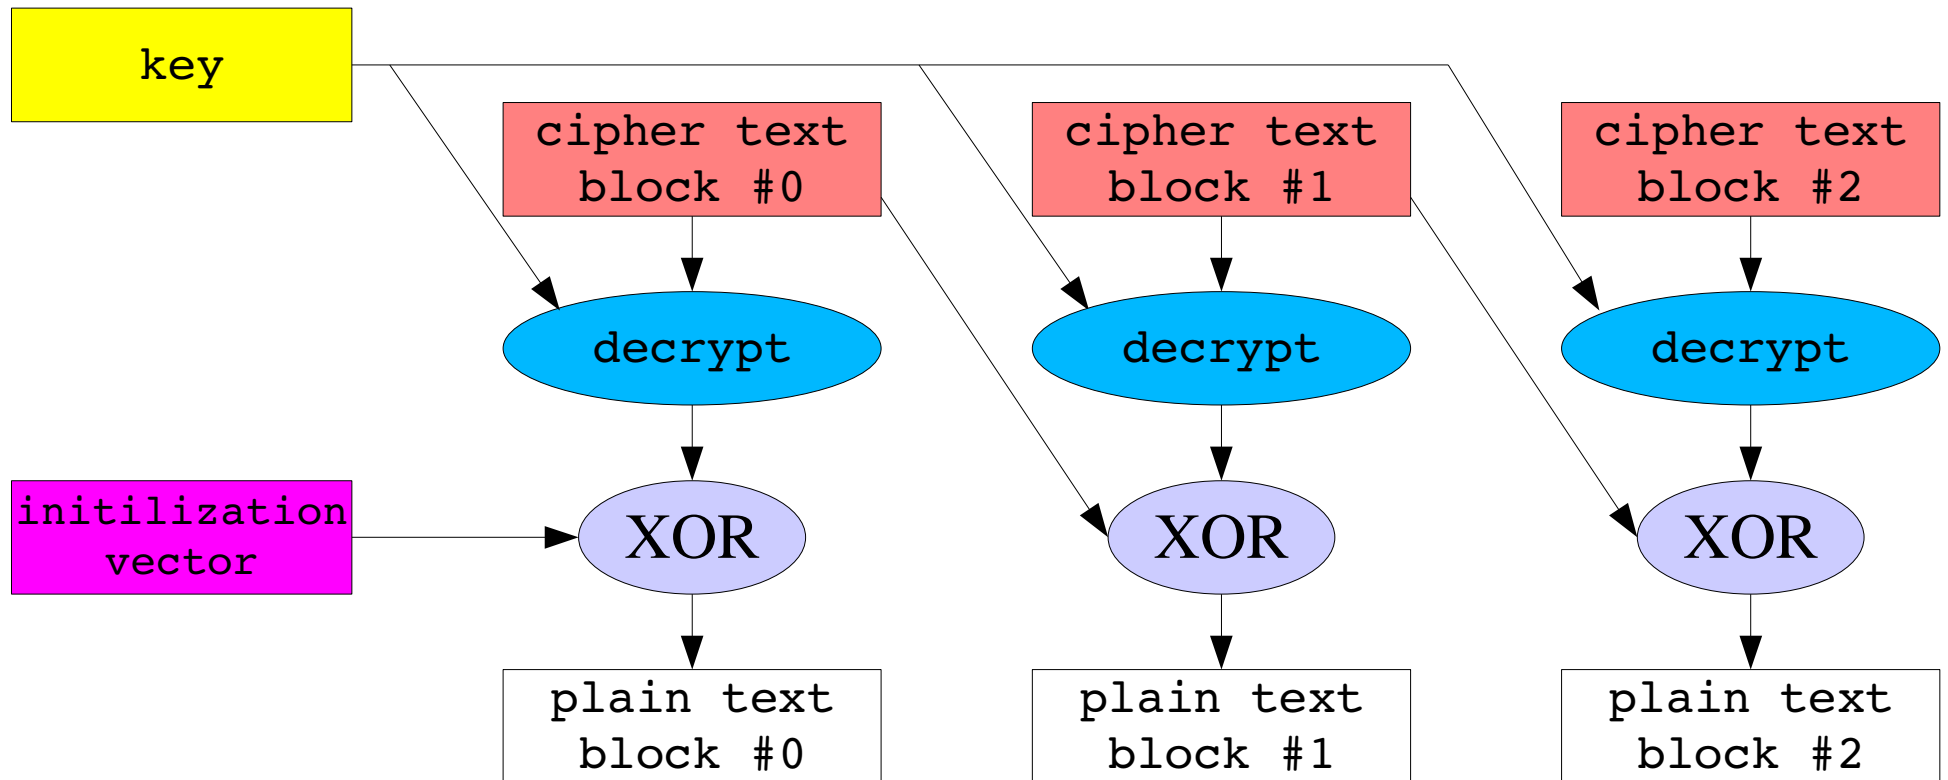 key
cipher text
block #0
cipher text
block #1
cipher text
block #2
decrypt
decrypt
decrypt
initilization
vector
XOR
XOR
XOR
plain text
block #0
plain text
block #1
plain text
block #2